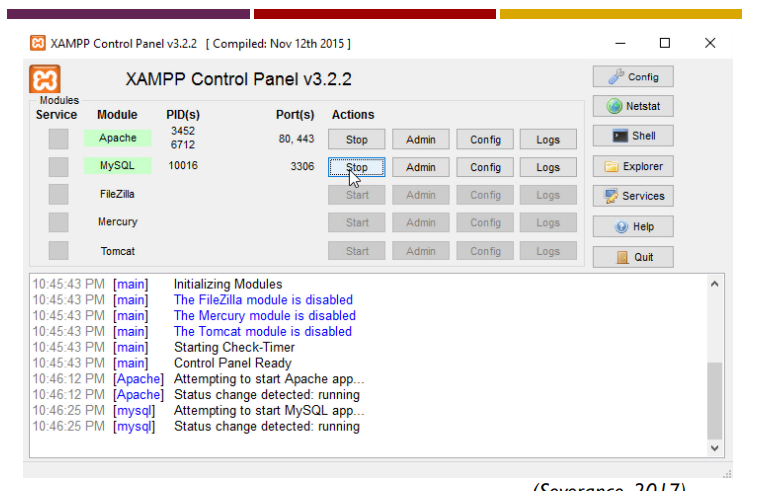 XAMPP Control Panel v3.2.2 [ Compiled: Nov 12th 2015 ]
XAMPP Control Panel v3.2.2
Config
Modules
Netstat
Service Module PID(s) Port(s) Actions
Apache 3452 6712 80, 443 Stop Admin Config Logs
Shell
MySQL 10016 3306 Stop Admin Config Logs
Explorer
FileZilla Start Admin Config Logs
Services
Mercury Start Admin Config Logs
Help
Tomcat Start Admin Config Logs
Quit
10:45:43 PM [main] Initializing Modules
10:45:43 PM [main] The FileZilla module is disabled
10:45:43 PM [main] The Mercury module is disabled
10:45:43 PM [main] The Tomcat module is disabled
10:45:43 PM [main] Starting Check-Timer
10:45:43 PM [main] Control Panel Ready
10:46:12 PM [Apache] Attempting to start Apache app...
10:46:12 PM [Apache] Status change detected: running
10:46:25 PM [mysql] Attempting to start MySQL app...
10:46:25 PM [mysql] Status change detected: running
(Severance, 2017)